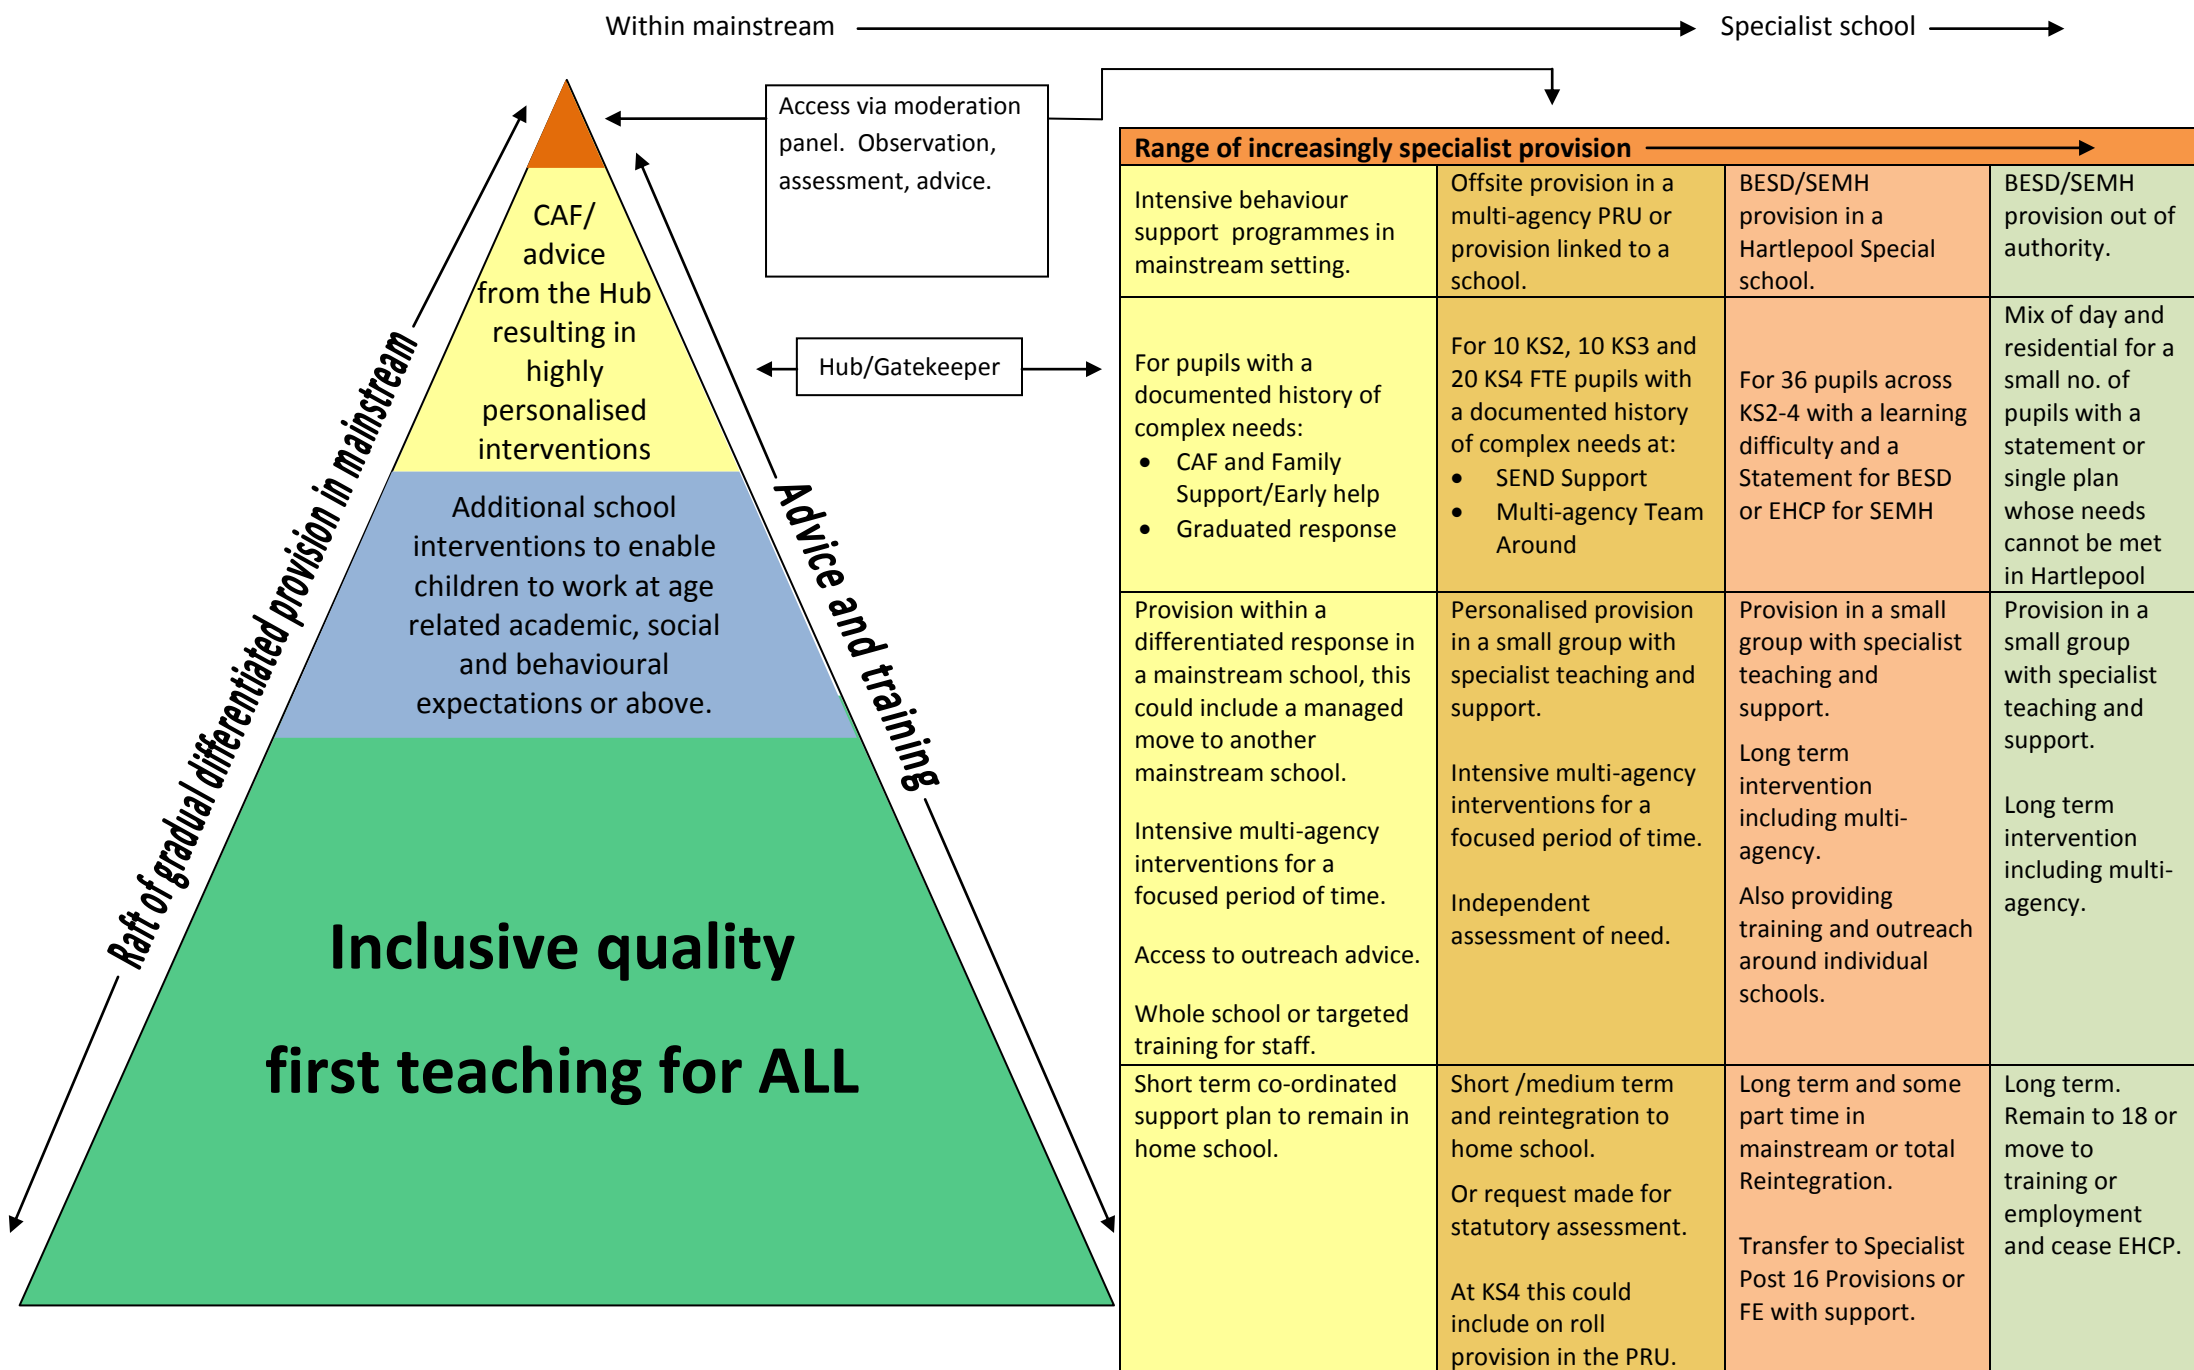 Within mainstream
Specialist school
Access via moderation
panel.  Observation,
assessment, advice.
Hub/Gatekeeper
Raft of gradual differentiated provision in mainstream
Advice and training
CAF/
advice
from the Hub
resulting in
highly
personalised
interventions
Additional school
interventions to enable
children to work at age
related academic, social
and behavioural
expectations or above.
Inclusive quality
first teaching for ALL
Range of increasingly specialist provision
Intensive behaviour
support  programmes in
mainstream setting.
Offsite provision in a
multi-agency PRU or
provision linked to a
school.
BESD/SEMH
provision in a
Hartlepool Special
school.
BESD/SEMH
provision out of
authority.
For pupils with a
documented history of
complex needs:
• CAF and Family
Support/Early help
• Graduated response
For 10 KS2, 10 KS3 and
20 KS4 FTE pupils with
a documented history
of complex needs at:
• SEND Support
• Multi-agency Team
Around
For 36 pupils across
KS2-4 with a learning
difficulty and a
Statement for BESD
or EHCP for SEMH
Mix of day and
residential for a
small no. of
pupils with a
statement or
single plan
whose needs
cannot be met
in Hartlepool
Provision within a
differentiated response in
a mainstream school, this
could include a managed
move to another
mainstream school.
Intensive multi-agency
interventions for a
focused period of time.
Access to outreach advice.
Whole school or targeted
training for staff.
Personalised provision
in a small group with
specialist teaching and
support.
Intensive multi-agency
interventions for a
focused period of time.
Independent
assessment of need.
Provision in a small
group with specialist
teaching and
support.
Long term
intervention
including multi-
agency.
Also providing
training and outreach
around individual
schools.
Provision in a
small group
with specialist
teaching and
support.
Long term
intervention
including multi-
agency.
Short term co-ordinated
support plan to remain in
home school.
Short /medium term
and reintegration to
home school.
Or request made for
statutory assessment.
At KS4 this could
include on roll
provision in the PRU.
Long term and some
part time in
mainstream or total
Reintegration.
Transfer to Specialist
Post 16 Provisions or
FE with support.
Long term.
Remain to 18 or
move to
training or
employment
and cease EHCP.